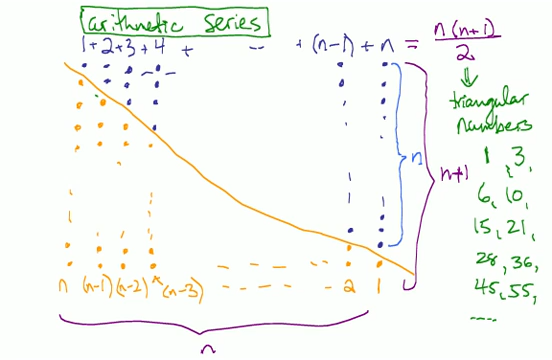 arithmetic series
1+2+3+4 + -- + (n-1) + n = n(n+1)/2
triangular
numbers
n
n+1
1, 3,
6, 10,
15, 21,
28, 36,
45, 55,
----
n (n-1) (n-2) (n-3) ---- 2 1
n